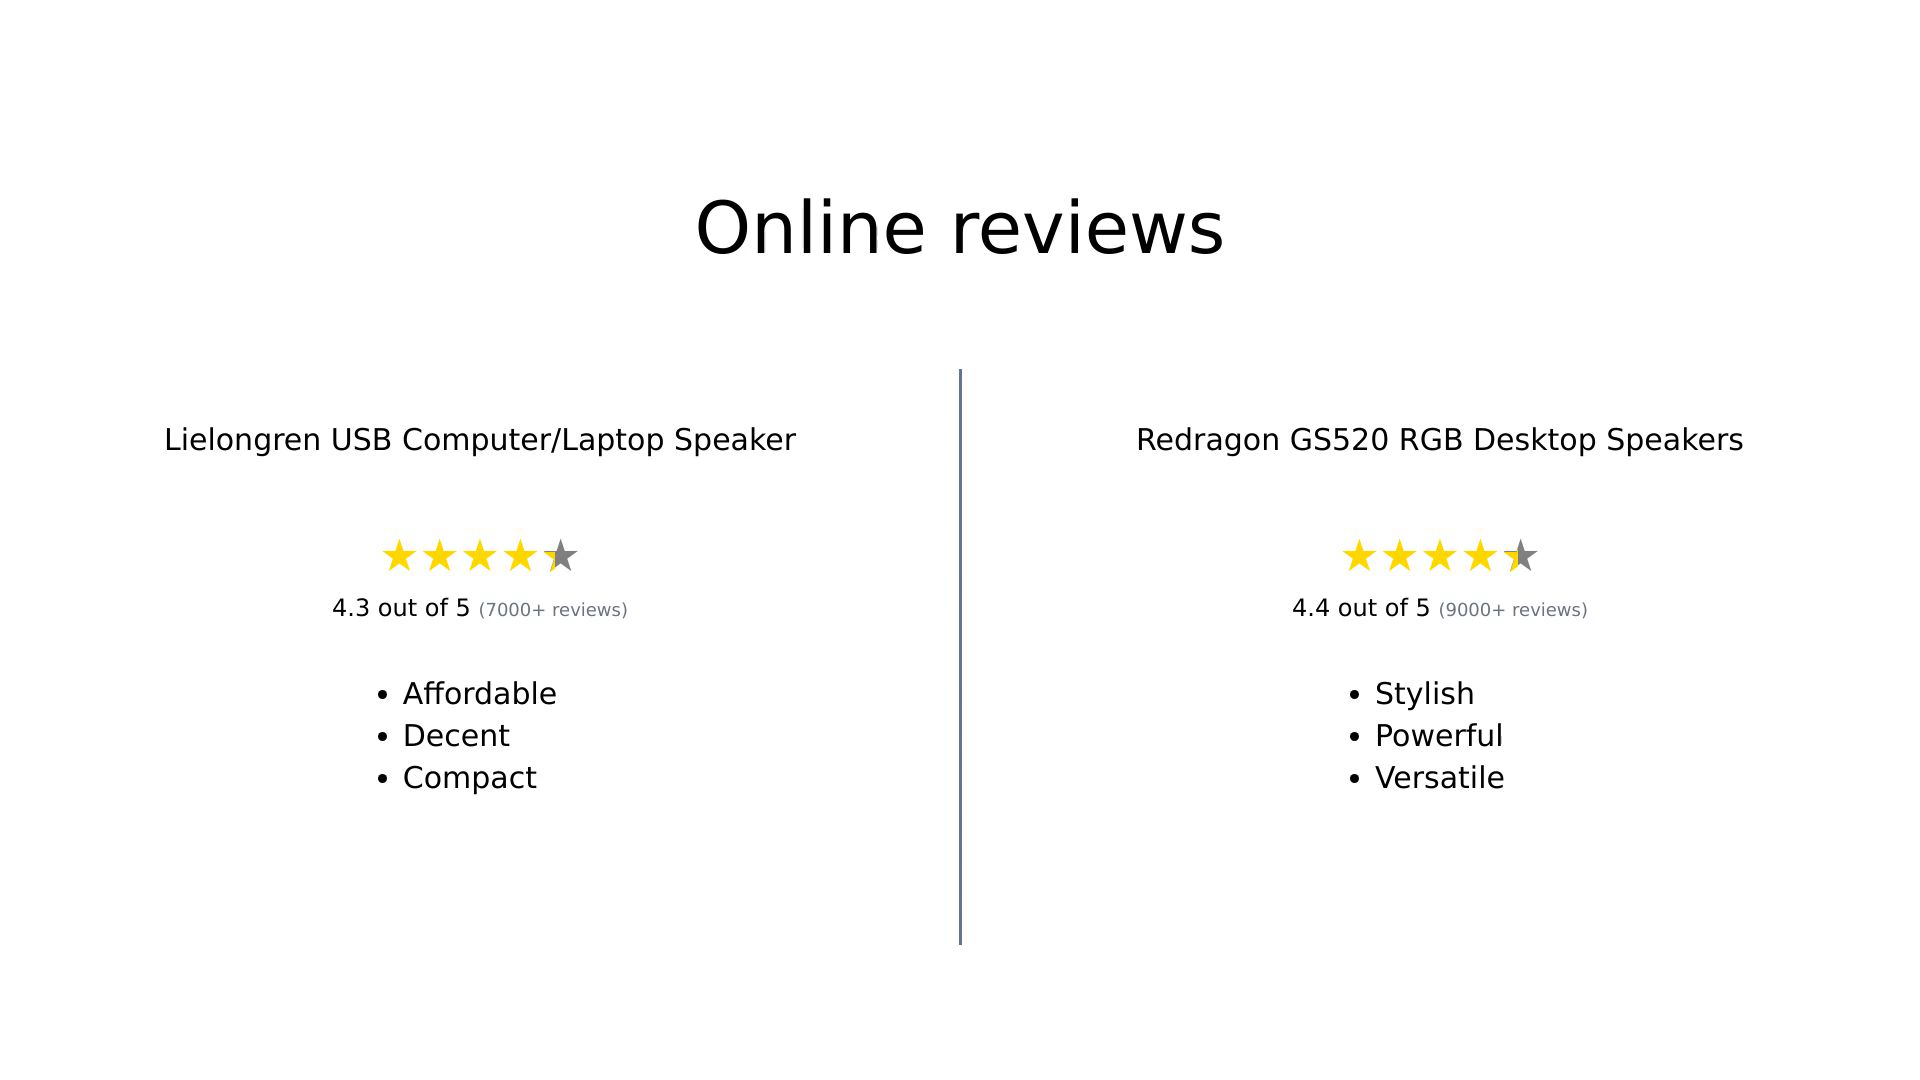 Online reviews
Lielongren USB Computer/Laptop Speaker
4.3 out of 5 (7000+ reviews)
• Affordable
• Decent
• Compact
Redragon GS520 RGB Desktop Speakers
4.4 out of 5 (9000+ reviews)
• Stylish
• Powerful
• Versatile